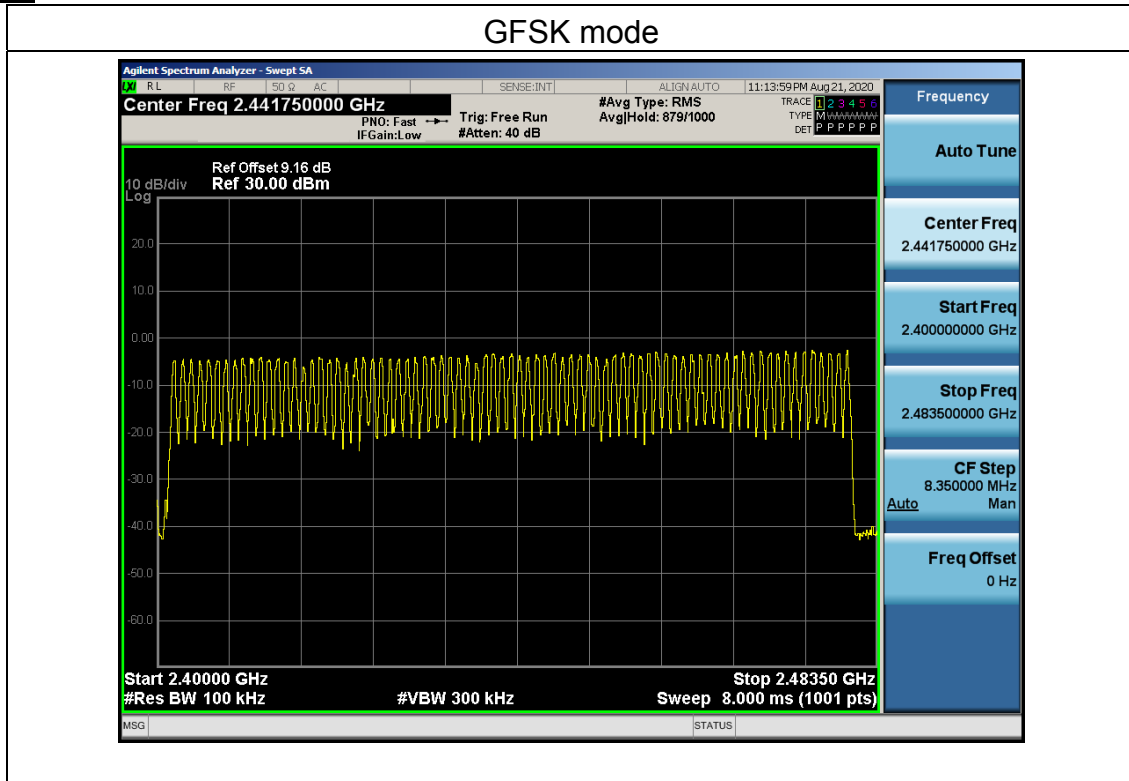 GFSK mode
Agilent Spectrum Analyzer - Swept SA
LXI RL RF 50 Ω AC SENSE:INT ALIGN AUTO 11:13:59 PM Aug 21, 2020
Center Freq 2.441750000 GHz
#Avg Type: RMS
TRACE 1 2 3 4 5 6
PNO: Fast Trig: Free Run Avg|Hold: 879/1000
TYPE M WWWWW
IFGain:Low #Atten: 40 dB
DET P P P P P P
Ref Offset 9.16 dB
10 dB/div Ref 30.00 dBm
Log
20.0
10.0
0.00
-10.0
-20.0
-30.0
-40.0
-50.0
-60.0
Start 2.40000 GHz Stop 2.48350 GHz
#Res BW 100 kHz #VBW 300 kHz Sweep 8.000 ms (1001 pts)
MSG STATUS
Frequency
Auto Tune
Center Freq
2.441750000 GHz
Start Freq
2.400000000 GHz
Stop Freq
2.483500000 GHz
CF Step
8.350000 MHz
Auto Man
Freq Offset
0 Hz